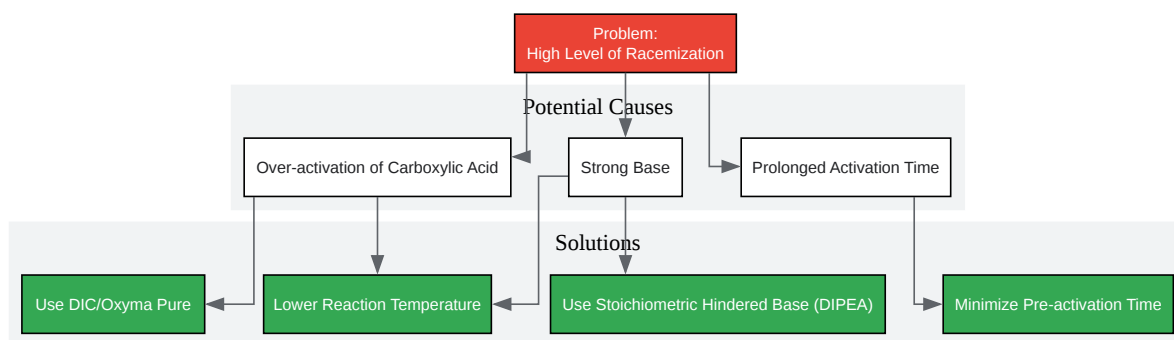 Problem:
High Level of Racemization
Potential Causes
Over-activation of Carboxylic Acid
Strong Base
Prolonged Activation Time
Solutions
Use DIC/Oxyma Pure
Lower Reaction Temperature
Use Stoichiometric Hindered Base (DIPEA)
Minimize Pre-activation Time